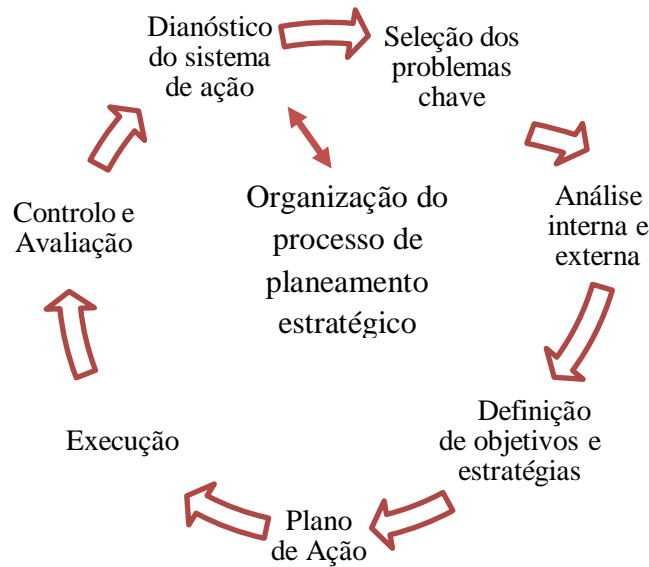 Dianóstico
do sistema
de ação
Seleção dos
problemas
chave
Análise
interna e
externa
Definição
de objetivos e
estratégias
Plano
de Ação
Execução
Controlo e
Avaliação
Organização do
processo de
planeamento
estratégico